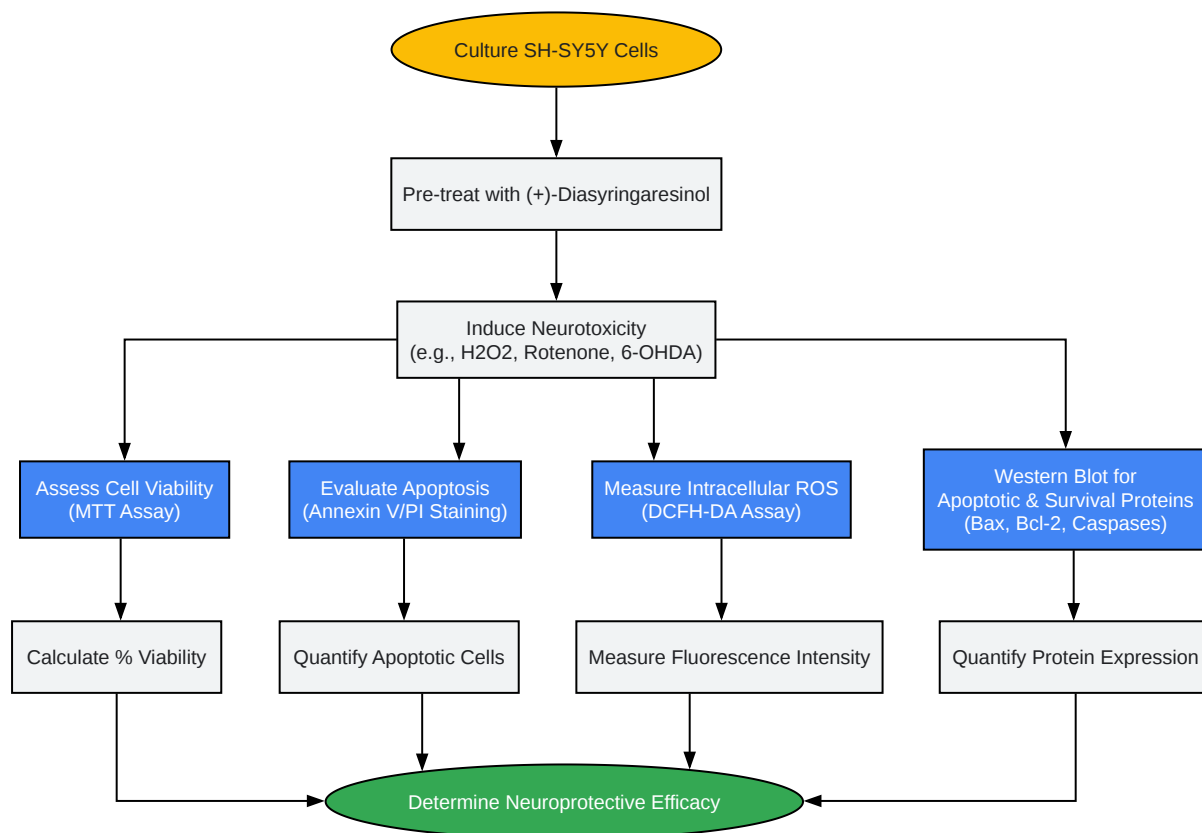 Culture SH-SY5Y Cells
Pre-treat with (+)-Diasyringaresinol
Induce Neurotoxicity
(e.g., H2O2, Rotenone, 6-OHDA)
Assess Cell Viability
(MTT Assay)
Evaluate Apoptosis
(Annexin V/PI Staining)
Measure Intracellular ROS
(DCFH-DA Assay)
Western Blot for
Apoptotic & Survival Proteins
(Bax, Bcl-2, Caspases)
Calculate % Viability
Quantify Apoptotic Cells
Measure Fluorescence Intensity
Quantify Protein Expression
Determine Neuroprotective Efficacy